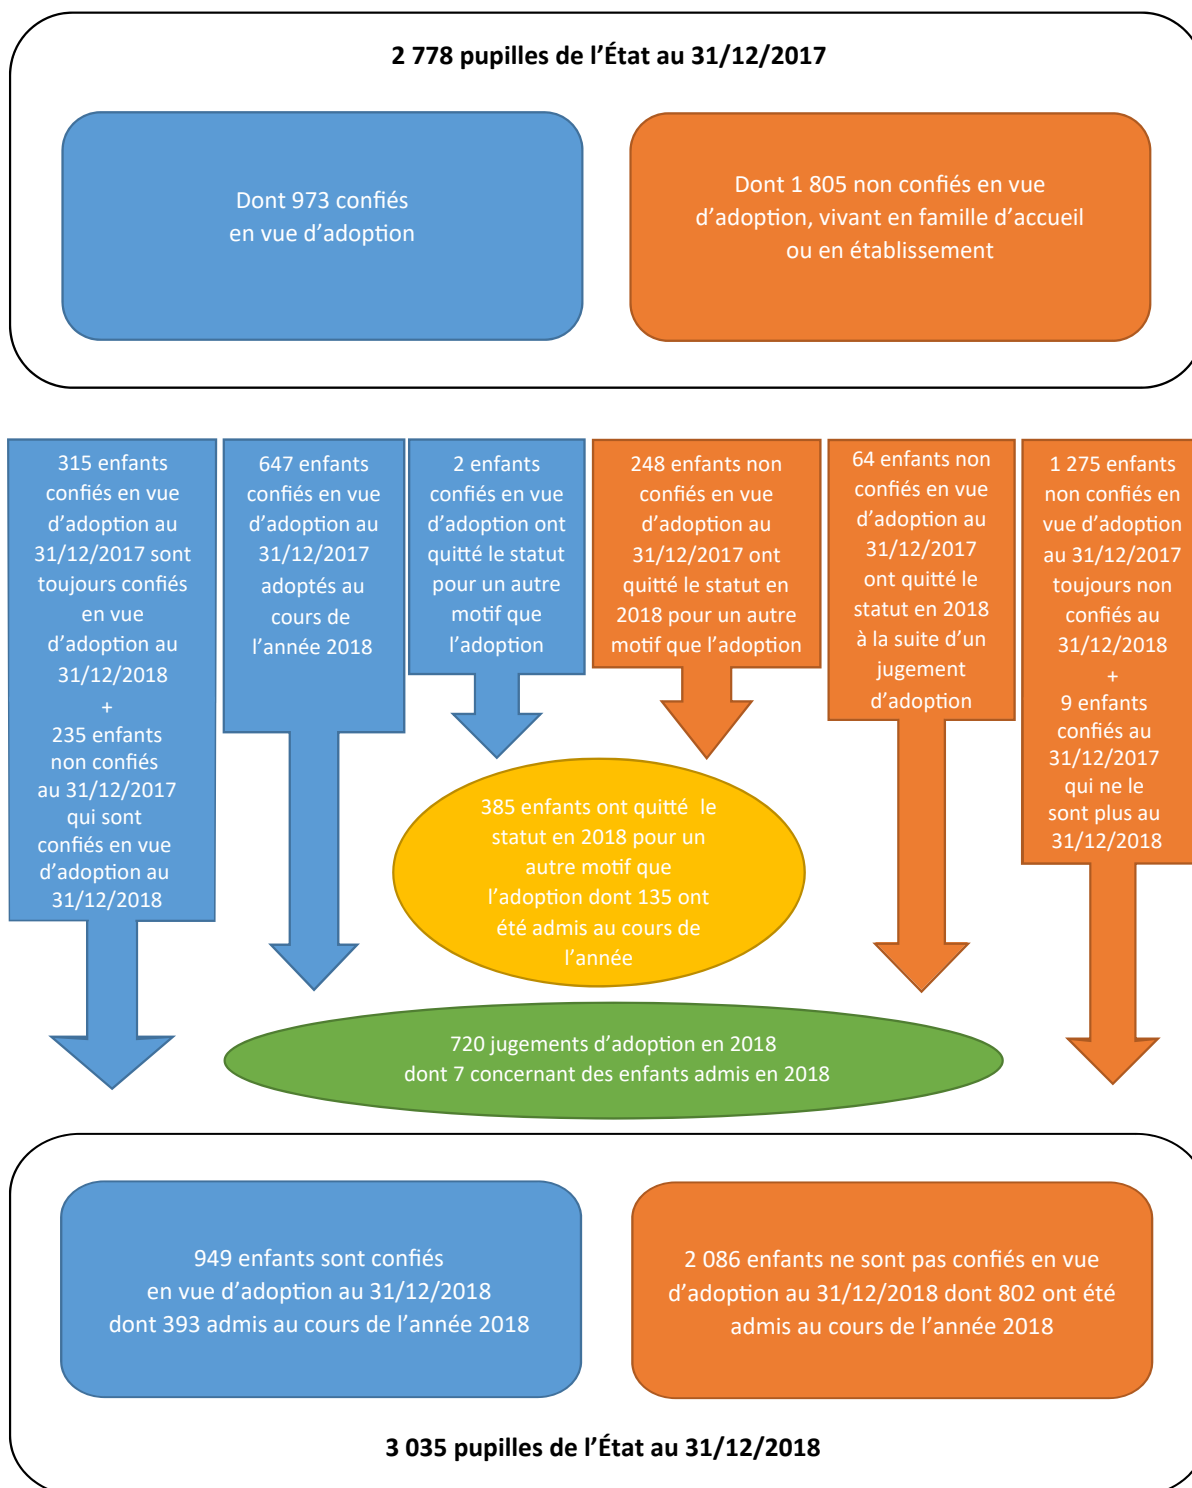 2 778 pupilles de l’État au 31/12/2017
Dont 973 confiés
en vue d’adoption
Dont 1 805 non confiés en vue
d’adoption, vivant en famille d’accueil
ou en établissement
315 enfants
confiés en vue
d’adoption au
31/12/2017 sont
toujours confiés
en vue
d’adoption au
31/12/2018
+
235 enfants
non confiés
au 31/12/2017
qui sont
confiés en vue
d’adoption au
31/12/2018
647 enfants
confiés en vue
d’adoption au
31/12/2017
adoptés au
cours de
l’année 2018
2 enfants
confiés en vue
d’adoption ont
quitté le statut
pour un autre
motif que
l’adoption
248 enfants non
confiés en vue
d’adoption au
31/12/2017 ont
quitté le statut en
2018 pour un autre
motif que l’adoption
64 enfants non
confiés en vue
d’adoption au
31/12/2017
ont quitté le
statut en 2018
à la suite d’un
jugement
d’adoption
1 275 enfants
non confiés en
vue d’adoption
au 31/12/2017
toujours non
confiés au
31/12/2018
+
9 enfants
confiés au
31/12/2017
qui ne le
sont plus au
31/12/2018
385 enfants ont quitté le
statut en 2018 pour un
autre motif que
l’adoption dont 135 ont
été admis au cours de
l’année
720 jugements d’adoption en 2018
dont 7 concernant des enfants admis en 2018
949 enfants sont confiés
en vue d’adoption au 31/12/2018
dont 393 admis au cours de l’année 2018
2 086 enfants ne sont pas confiés en vue
d’adoption au 31/12/2018 dont 802 ont été
admis au cours de l’année 2018
3 035 pupilles de l’État au 31/12/2018